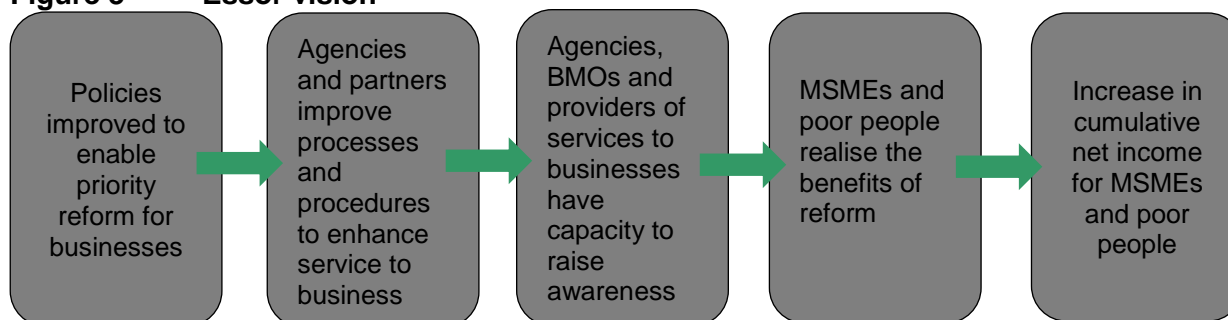 Figure Essor vision
Policies
improved to
enable
priority
reform for
businesses
Agencies
and partners
improve
processes
and
procedures
to enhance
service to
business
Agencies,
BMOs and
providers of
services to
businesses
have
capacity to
raise
awareness
MSMEs and
poor people
realise the
benefits of
reform
Increase in
cumulative
net income
for MSMEs
and poor
people